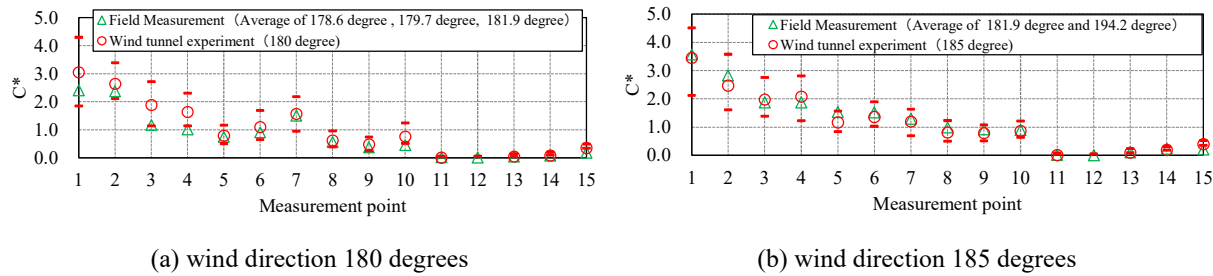 △ Field Measurement（Average of 178.6 degree , 179.7 degree, 181.9 degree）
○ Wind tunnel experiment（180 degree）
5.0
4.0
3.0
2.0
1.0
0.0
C*
1 2 3 4 5 6 7 8 9 10 11 12 13 14 15
Measurement point
(a) wind direction 180 degrees
△ Field Measurement（Average of 181.9 degree and 194.2 degree）
○ Wind tunnel experiment（185 degree）
5.0
4.0
3.0
2.0
1.0
0.0
C*
1 2 3 4 5 6 7 8 9 10 11 12 13 14 15
Measurement point
(b) wind direction 185 degrees